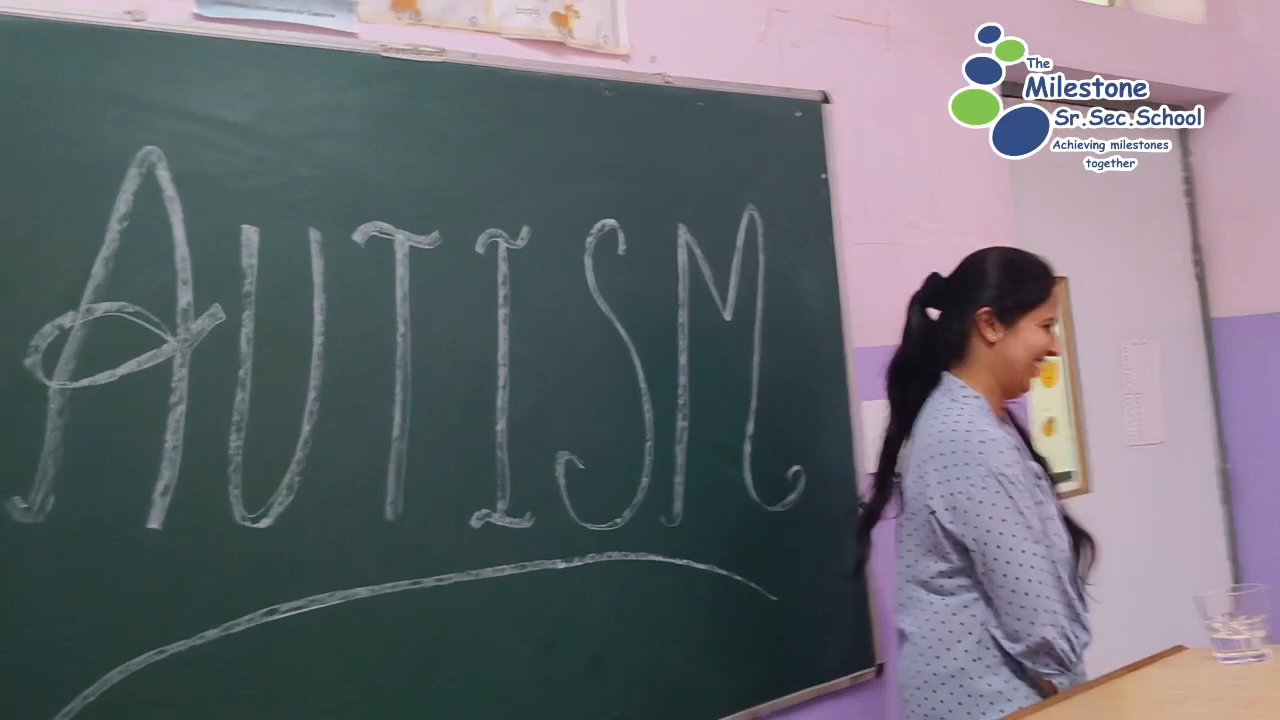 The
Milestone
Sr.Sec.School
Achieving milestones
together
AUTISM